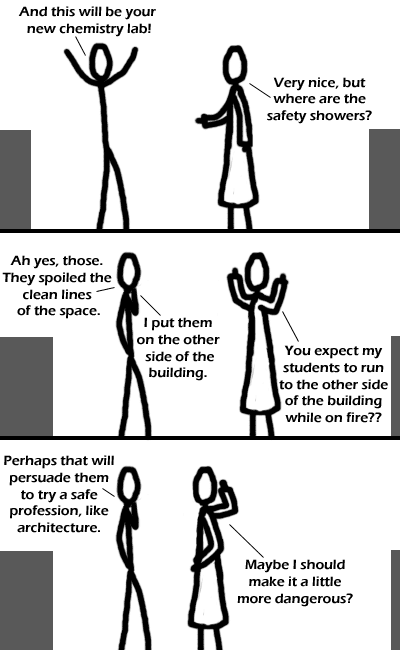 And this will be your
new chemistry lab!
Very nice, but
where are the
safety showers?
Ah yes, those.
They spoiled the
clean lines
of the space.
I put them
on the other
side of the
building.
You expect my
students to run
to the other side
of the building
while on fire??
Perhaps that will
persuade them
to try a safe
profession, like
architecture.
Maybe I should
make it a little
more dangerous?